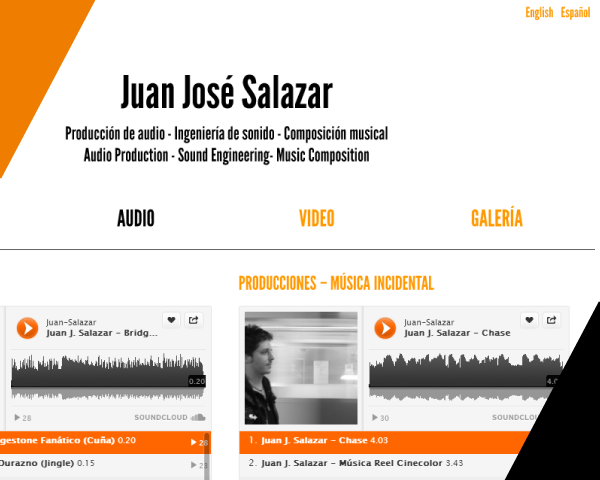 English Español
Juan José Salazar
Producción de audio - Ingeniería de sonido - Composición musical
Audio Production - Sound Engineering- Music Composition
AUDIO VIDEO GALERÍA
PRODUCCIONES – MÚSICA INCIDENTAL
Juan-Salazar
Juan J. Salazar – Bridg...
0.20
28 SOUNDCLOUD
gestone Fanático (Cuña) 0.20 28
Durazno (Jingle) 0.15
Juan-Salazar
Juan J. Salazar – Chase
30
1. Juan J. Salazar – Chase 4.03
2. Juan J. Salazar – Música Reel Cinecolor 3.43